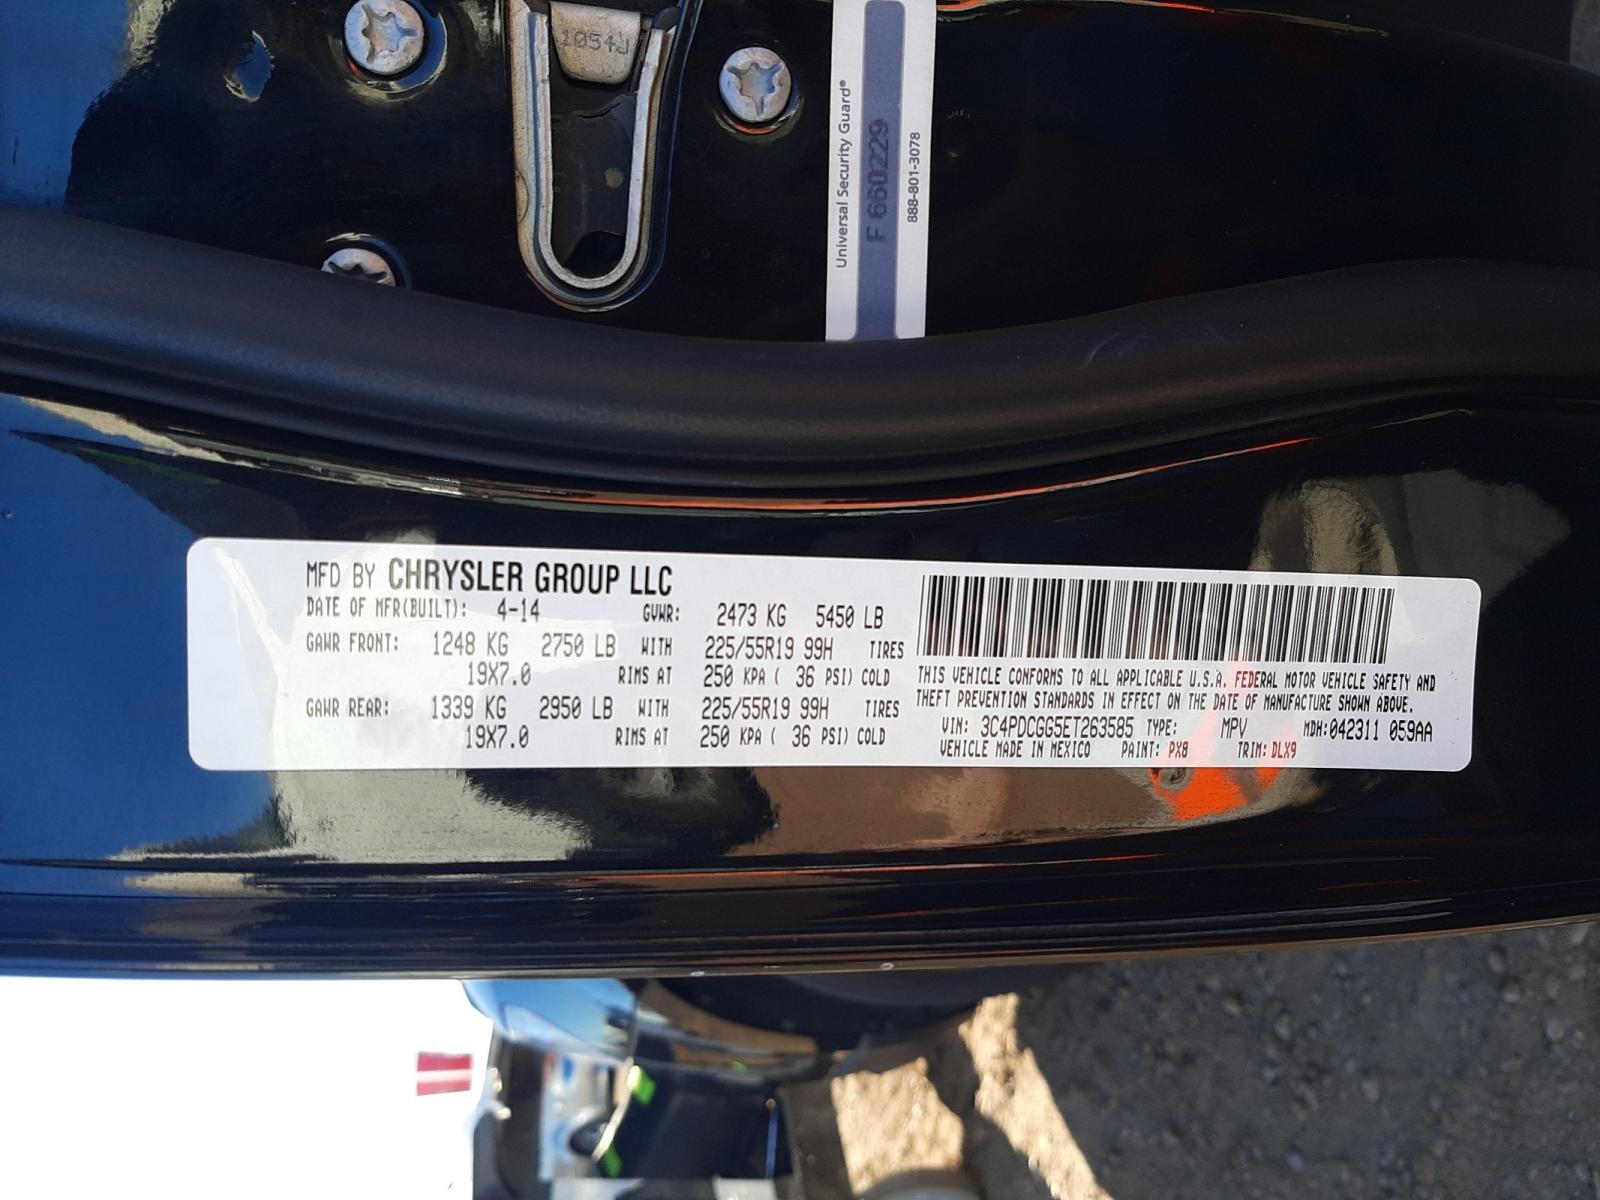 1054J
Universal Security Guard®
F 660229
888-801-3078
MFD BY CHRYSLER GROUP LLC
DATE OF MFR(BUILT): 4-14 GVWR: 2473 KG 5450 LB
GAWR FRONT: 1248 KG 2750 LB WITH 225/55R19 99H TIRES
19X7.0 RIMS AT 250 KPA ( 36 PSI) COLD
GAWR REAR: 1339 KG 2950 LB WITH 225/55R19 99H TIRES
19X7.0 RIMS AT 250 KPA ( 36 PSI) COLD
THIS VEHICLE CONFORMS TO ALL APPLICABLE U.S.A. FEDERAL MOTOR VEHICLE SAFETY AND
THEFT PREVENTION STANDARDS IN EFFECT ON THE DATE OF MANUFACTURE SHOWN ABOVE.
VIN: 3C4PDCGG5ET263585 TYPE: MPV MDH:042311 059AA
VEHICLE MADE IN MEXICO PAINT: PX8 TRIM: DLX9